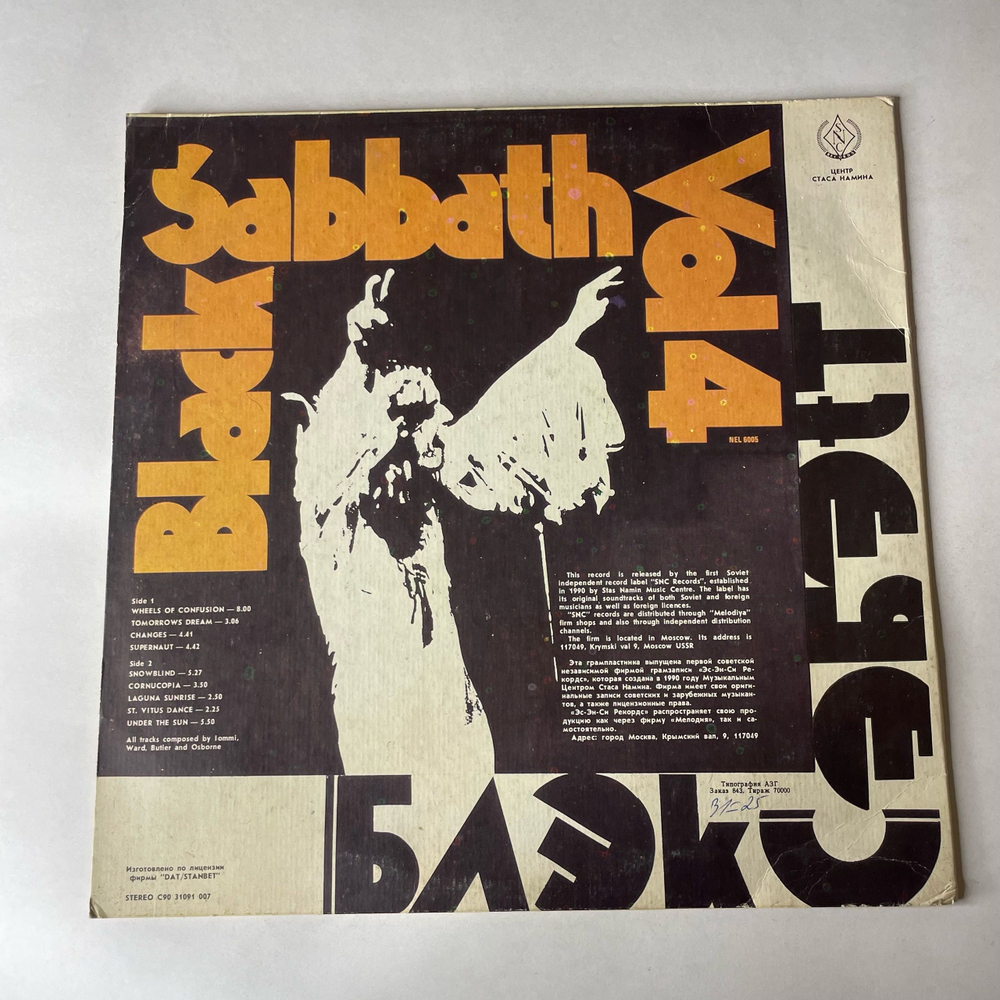 Black
Sabbath
Vol 4
NEL 6005
SNC
RECORDS
ЦЕНТР
СТАСА НАМИНА
Side 1
WHEELS OF CONFUSION — 8.00
TOMORROWS DREAM — 3.06
CHANGES — 4.41
SUPERNAUT — 4.42
Side 2
SNOWBLIND — 5.27
CORNUCOPIA — 3.50
LAGUNA SUNRISE — 2.50
ST. VITUS DANCE — 2.25
UNDER THE SUN — 5.50
All tracks composed by Iommi,
Ward, Butler and Osborne
This record is released by the first Soviet
independent record label "SNC Records", established
in 1990 by Stas Namin Music Centre. The label has
its original soundtracks of both Soviet and foreign
musicians as well as foreign licences.
"SNC" records are distributed through "Melodiya"
firm shops and also through independent distribution
channels.
The firm is located in Moscow. Its address is
117049, Krymski val 9, Moscow USSR
Эта грампластинка выпущена первой советской
независимой фирмой грамзаписи «Эс-Эн-Си Ре-
кордс», которая создана в 1990 году Музыкальным
Центром Стаса Намина. Фирма имеет свои ориги-
нальные записи советских и зарубежных музыкан-
тов, а также лицензионные права.
«Эс-Эн-Си Рекордс» распространяет свою про-
дукцию как через фирму «Мелодия», так и са-
мостоятельно.
Адрес: город Москва, Крымский вал, 9, 117049
Типография АЗГ
Заказ 843. Тираж 70000
БЛЭК
СЭБЭТ
Изготовлено по лицензии
фирмы "DAT/STANBET"
STEREO C90 31091 007